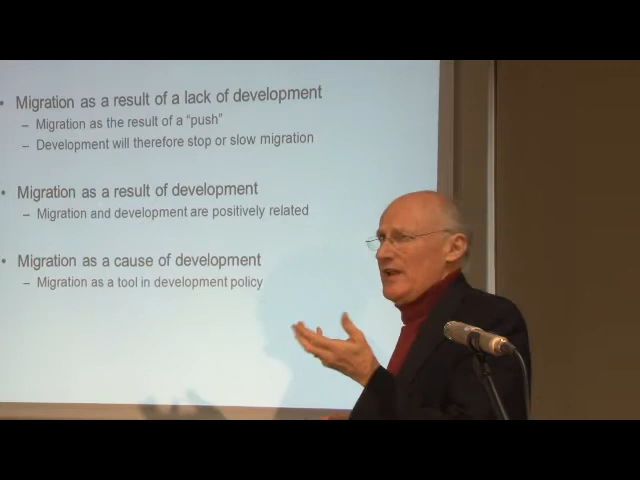 • Migration as a result of a lack of development
– Migration as the result of a “push”
– Development will therefore stop or slow migration
• Migration as a result of development
– Migration and development are positively related
• Migration as a cause of development
– Migration as a tool in development policy